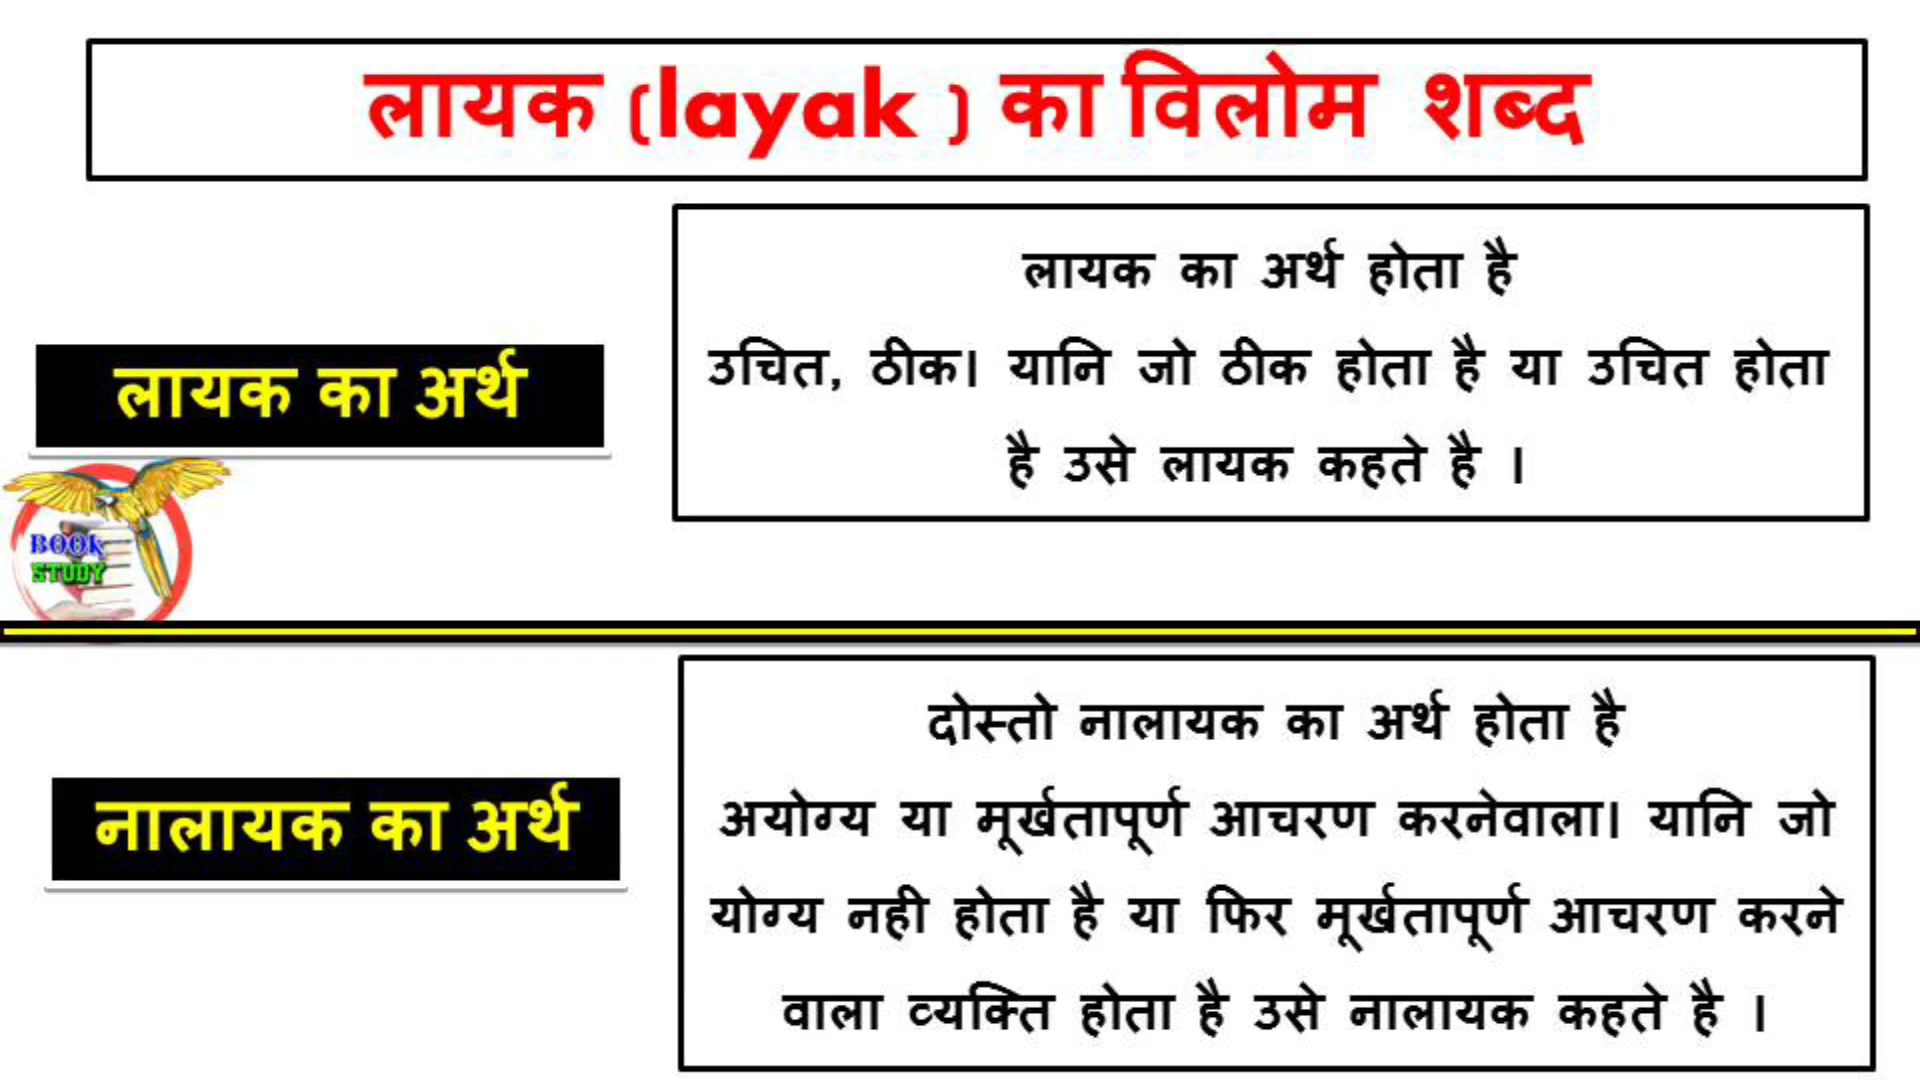 लायक (layak ) का विलोम शब्द
लायक का अर्थ
लायक का अर्थ होता है
उचित, ठीक। यानि जो ठीक होता है या उचित होता
है उसे लायक कहते है ।
BOOK
STUDY
नालायक का अर्थ
दोस्तो नालायक का अर्थ होता है
अयोग्य या मूर्खतापूर्ण आचरण करनेवाला। यानि जो
योग्य नही होता है या फिर मूर्खतापूर्ण आचरण करने
वाला व्यक्ति होता है उसे नालायक कहते है ।